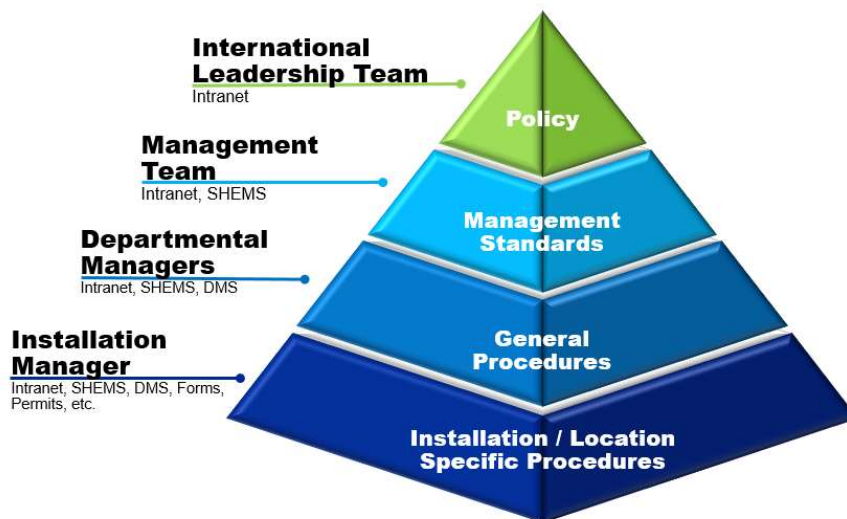 International
Leadership Team
Intranet
Policy
Management
Team
Intranet, SHEMS
Management
Standards
Departmental
Managers
Intranet, SHEMS, DMS
General
Procedures
Installation
Manager
Intranet, SHEMS, DMS, Forms,
Permits, etc.
Installation / Location
Specific Procedures